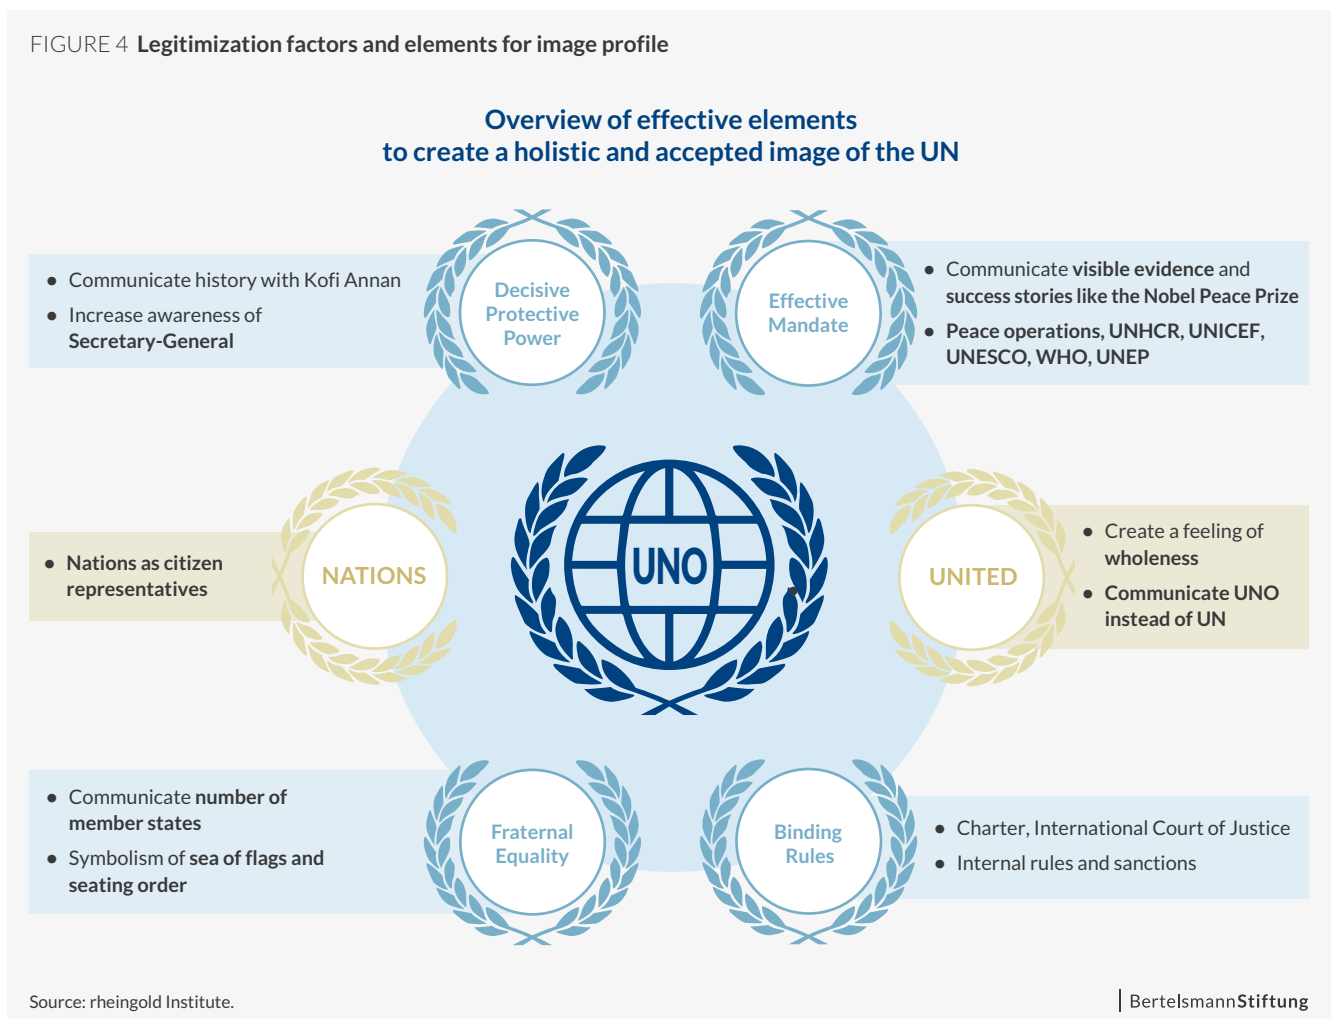 FIGURE 4 Legitimization factors and elements for image profile
Overview of effective elements
to create a holistic and accepted image of the UN
● Communicate history with Kofi Annan
● Increase awareness of
Secretary-General
Decisive
Protective
Power
Effective
Mandate
● Communicate visible evidence and
success stories like the Nobel Peace Prize
● Peace operations, UNHCR, UNICEF,
UNESCO, WHO, UNEP
● Nations as citizen
representatives
NATIONS
UNO
UNITED
● Create a feeling of
wholeness
● Communicate UNO
instead of UN
● Communicate number of
member states
● Symbolism of sea of flags and
seating order
Fraternal
Equality
Binding
Rules
● Charter, International Court of Justice
● Internal rules and sanctions
Source: rheingold Institute.
BertelsmannStiftung